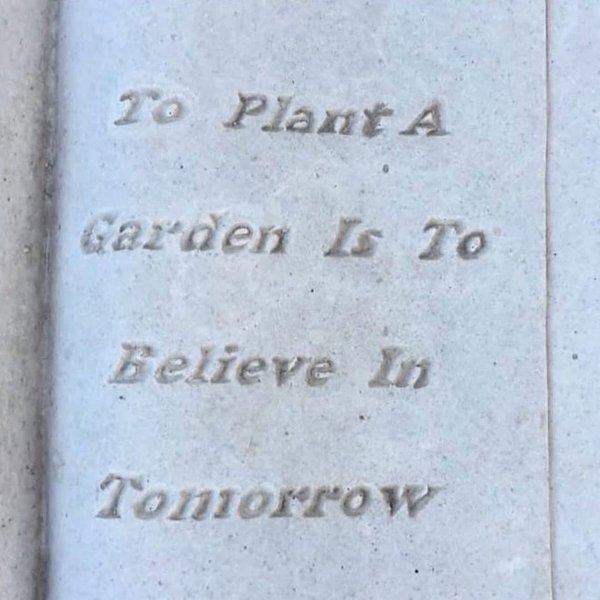 To Plant A
Garden Is To
Believe In
Tomorrow